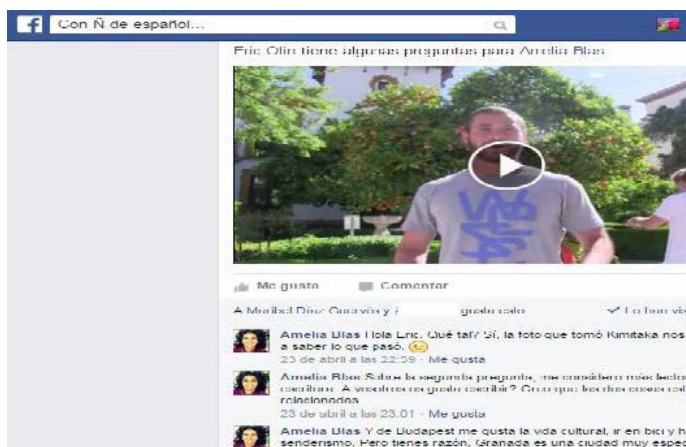 f Con Ñ de español...
Eric Olin tiene algunas preguntas para Amelia Blas
Me gusta Comentar
A Maribel Díaz y gusta esto Lo han
Amelia Blas Hola Eric. Qué tal? Sí, la foto que tomó Kimitaka nos
a saber lo que pasó.
23 de abril a las 22:59 · Me gusta
Amelia Blas Sobre la segunda pregunta, me considero más
escritora. A vosotros os gusta escribir? Creo que las dos cosas
relacionadas
23 de abril a las 23:01 · Me gusta
Amelia Blas Y de Budapest me gusta la vida cultural, ir en bici y
senderismo. Pero tienes razón, Granada es una ciudad muy